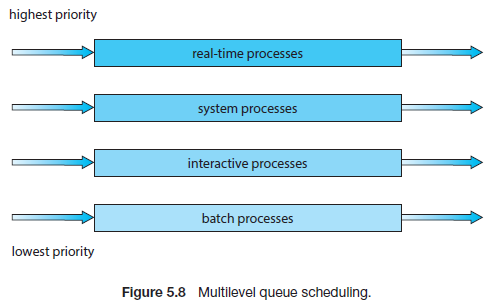 highest priority
real-time processes
system processes
interactive processes
batch processes
lowest priority
Figure 5.8 Multilevel queue scheduling.